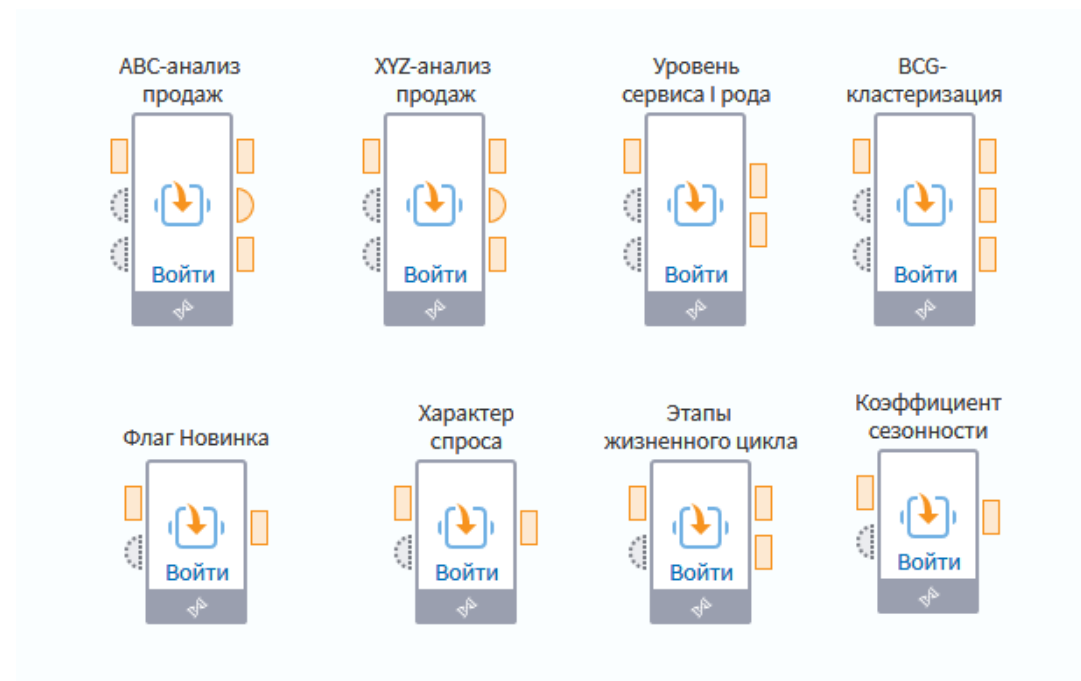 ABC-анализ
продаж
XYZ-анализ
продаж
Уровень
сервиса I рода
BCG-
кластеризация
Войти
Войти
Войти
Войти
Флаг Новинка
Характер
спроса
Этапы
жизненного цикла
Коэффициент
сезонности
Войти
Войти
Войти
Войти